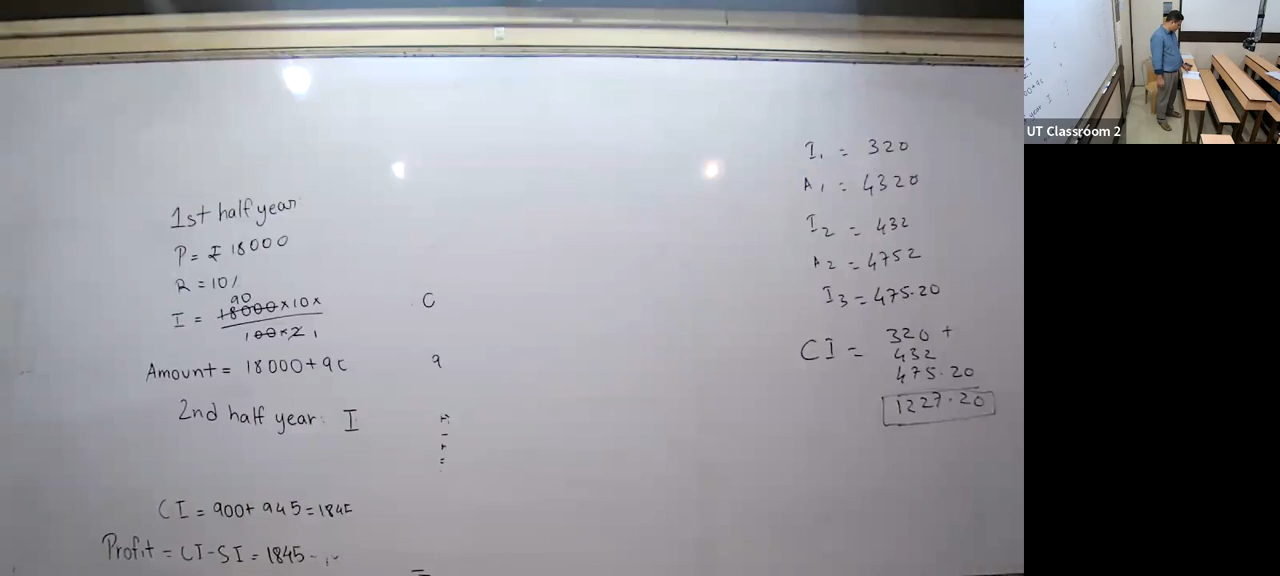 1st half year:
P = ₹ 18000
R = 10%
90
I = 18000 × 10 ×
100 × 2 1
Amount = 18000 + 90
2nd half year: I
CI = 900 + 945 = 1845
Profit = CI - SI = 1845 -
C
9
I1 = 320
A1 = 4320
I2 = 432
A2 = 4752
I3 = 475.20
CI = 320 +
432
475.20
1227.20
UT Classroom 2